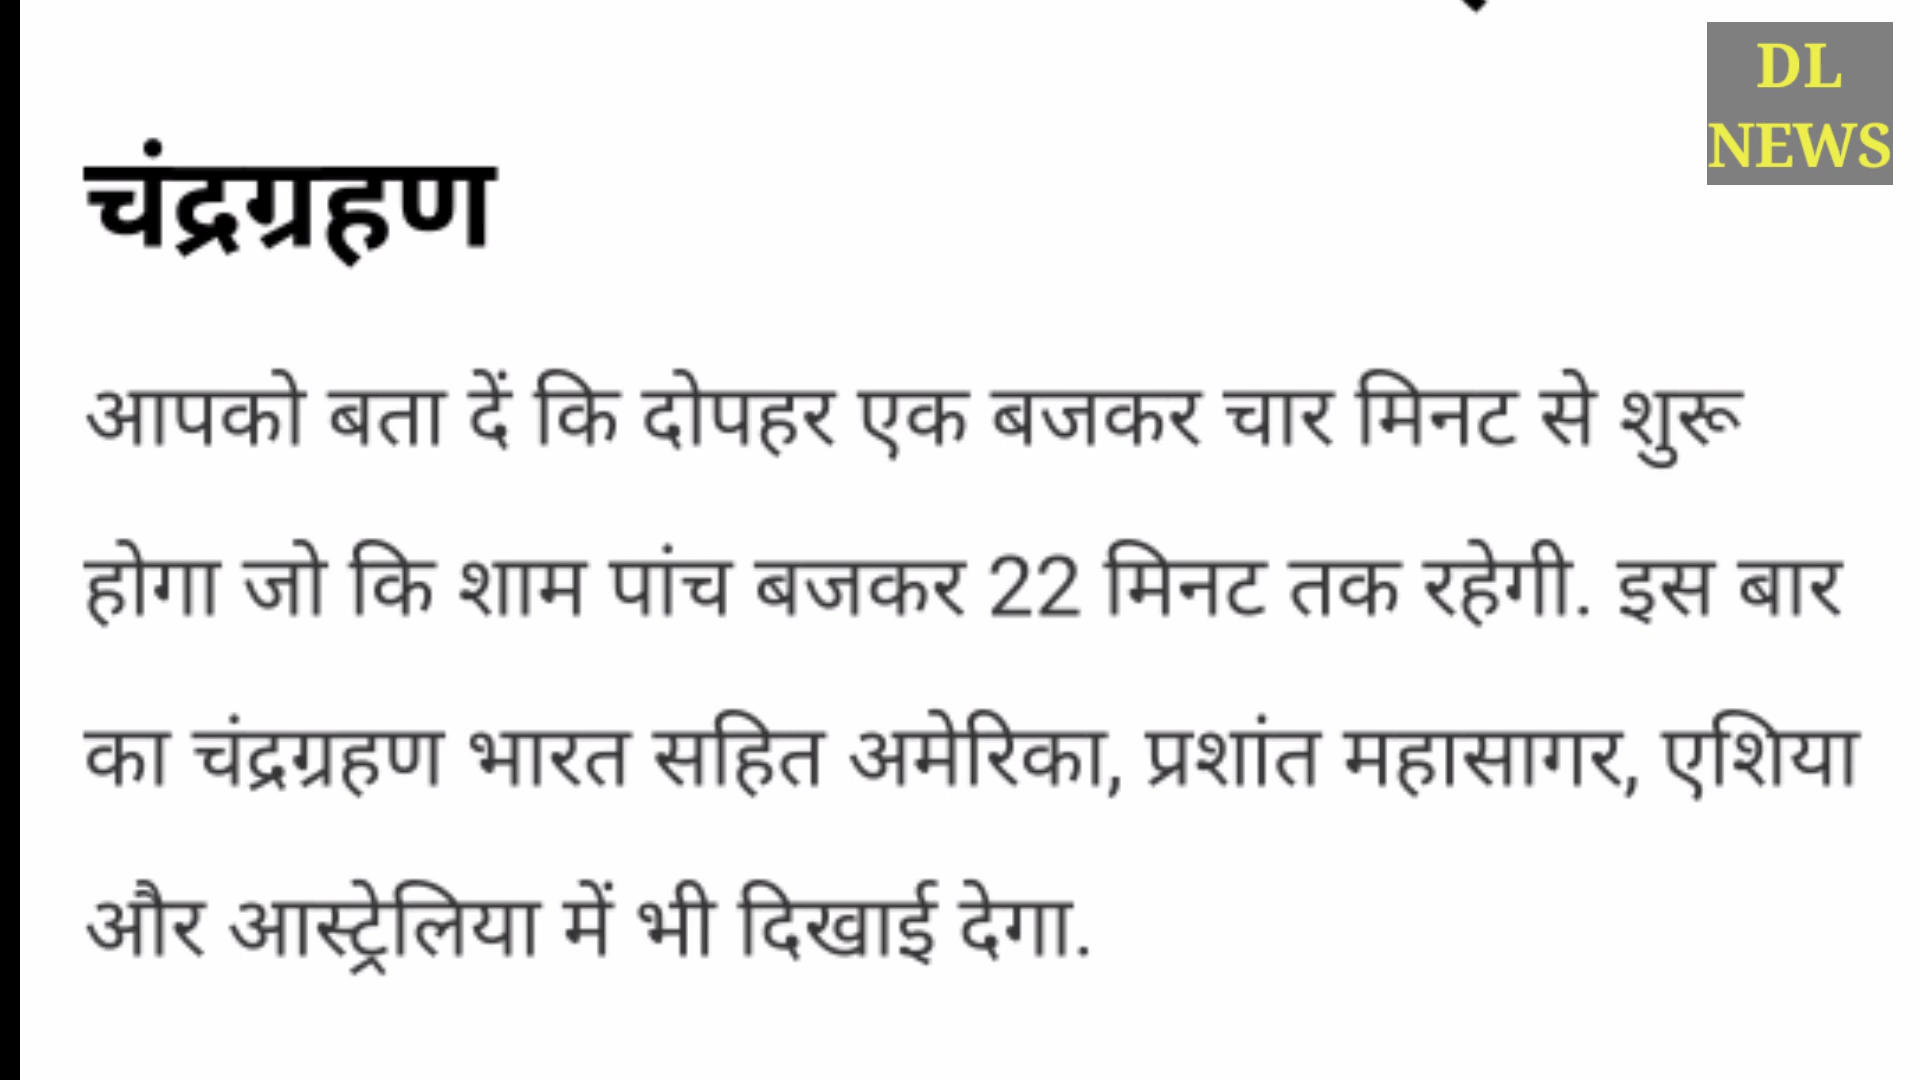 DL
NEWS
चंद्रग्रहण
आपको बता दें कि दोपहर एक बजकर चार मिनट से शुरू
होगा जो कि शाम पांच बजकर 22 मिनट तक रहेगी. इस बार
का चंद्रग्रहण भारत सहित अमेरिका, प्रशांत महासागर, एशिया
और आस्ट्रेलिया में भी दिखाई देगा.